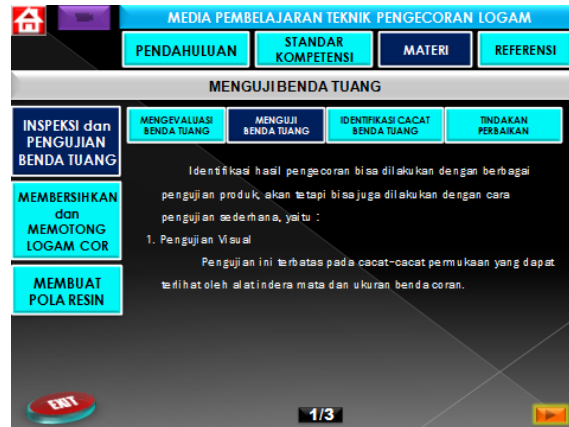 MEDIA PEMBELAJARAN TEKNIK PENGECORAN LOGAM
PENDAHULUAN
STANDAR
KOMPETENSI
MATERI
REFERENSI
MENGUJI BENDA TUANG
INSPEKSI dan
PENGUJIAN
BENDA TUANG
MEMBERSIHKAN
dan
MEMOTONG
LOGAM COR
MEMBUAT
POLA RESIN
MENGEVALUASI
BENDA TUANG
MENGUJI
BENDA TUANG
IDENTIFIKASI CACAT
BENDA TUANG
TINDAKAN
PERBAIKAN
Identifikasi hasil pengecoran bisa dilakukan dengan berbagai
pengujian produk, akan tetapi bisa juga dilakukan dengan cara
pengujian sederhana, yaitu :
1. Pengujian Visual
Pengujian ini terbatas pada cacat-cacat permukaan yang dapat
terlihat oleh alat indera mata dan ukuran benda coran.
EXIT
1/3